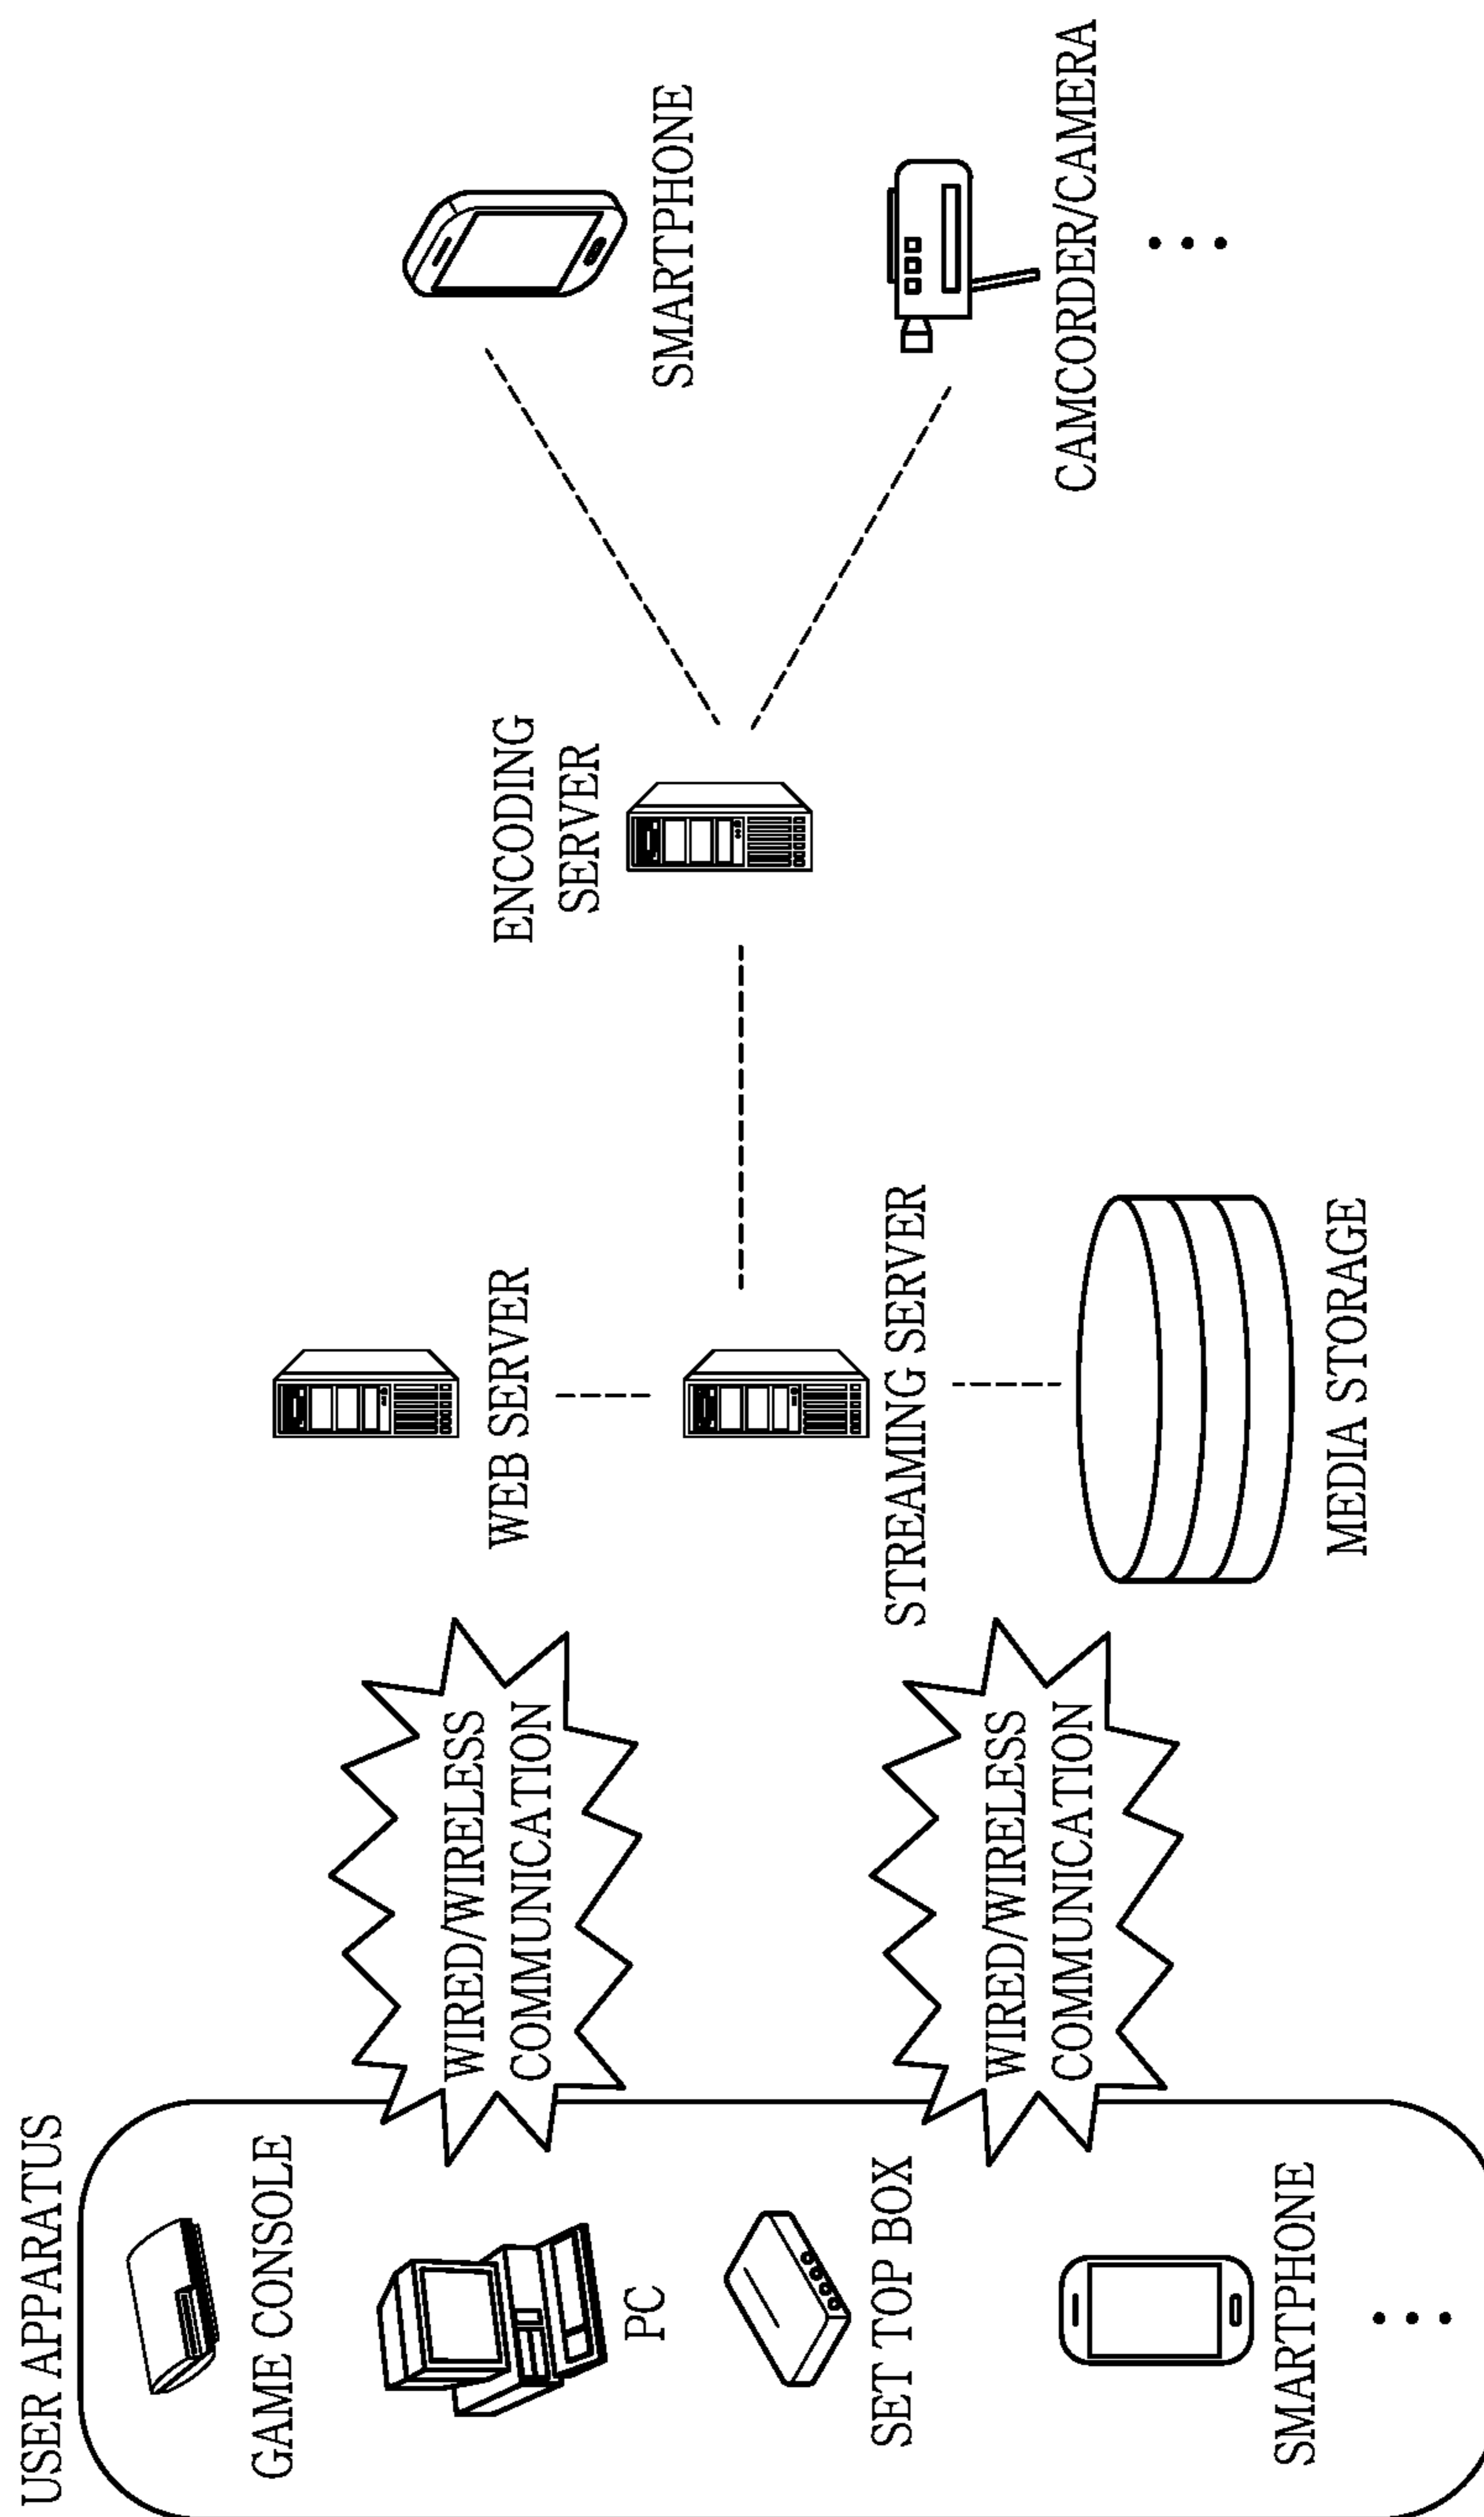 USER APPARATUS
GAME CONSOLE
PC
SET TOP BOX
SMARTPHONE
WIRED/WIRELESS
COMMUNICATION
WIRED/WIRELESS
COMMUNICATION
WEB SERVER
STREAMING SERVER
MEDIA STORAGE
ENCODING
SERVER
SMARTPHONE
CAMCORDER/CAMERA